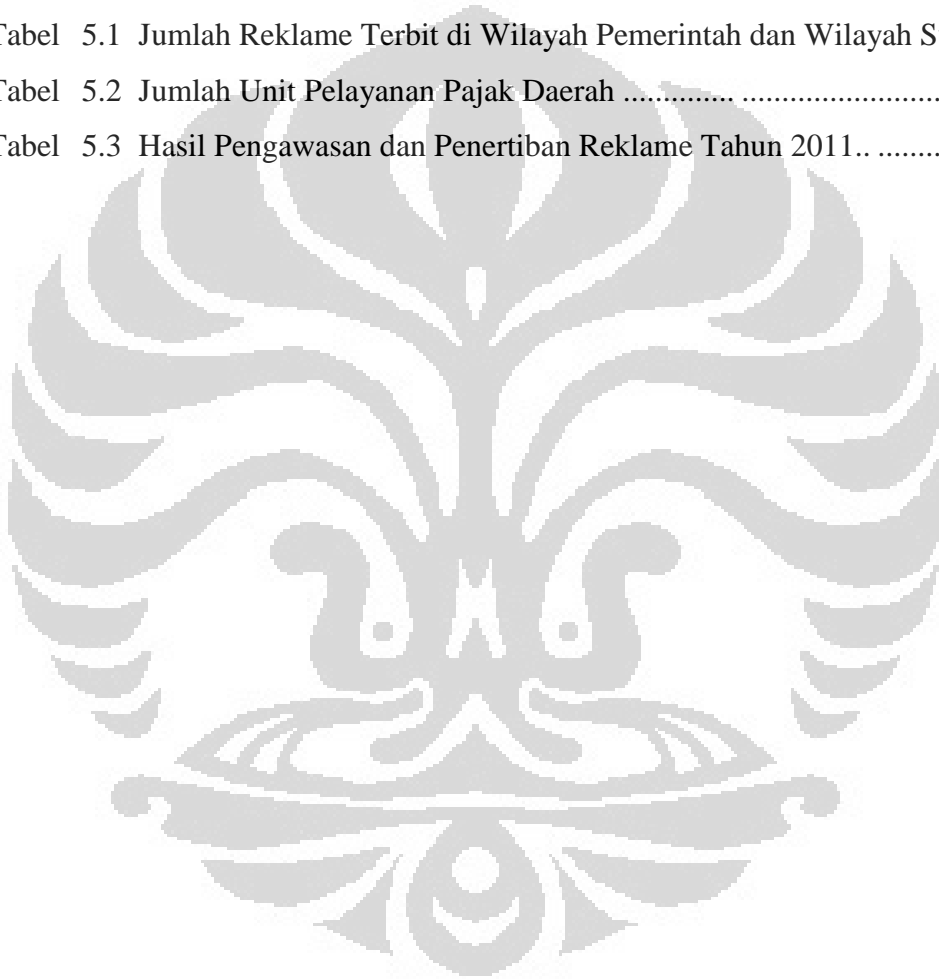 Tabel 5.1 Jumlah Reklame Terbit di Wilayah Pemerintah dan Wilayah
Tabel 5.2 Jumlah Unit Pelayanan Pajak Daerah ............. ......................
Tabel 5.3 Hasil Pengawasan dan Penertiban Reklame Tahun 2011.. ........